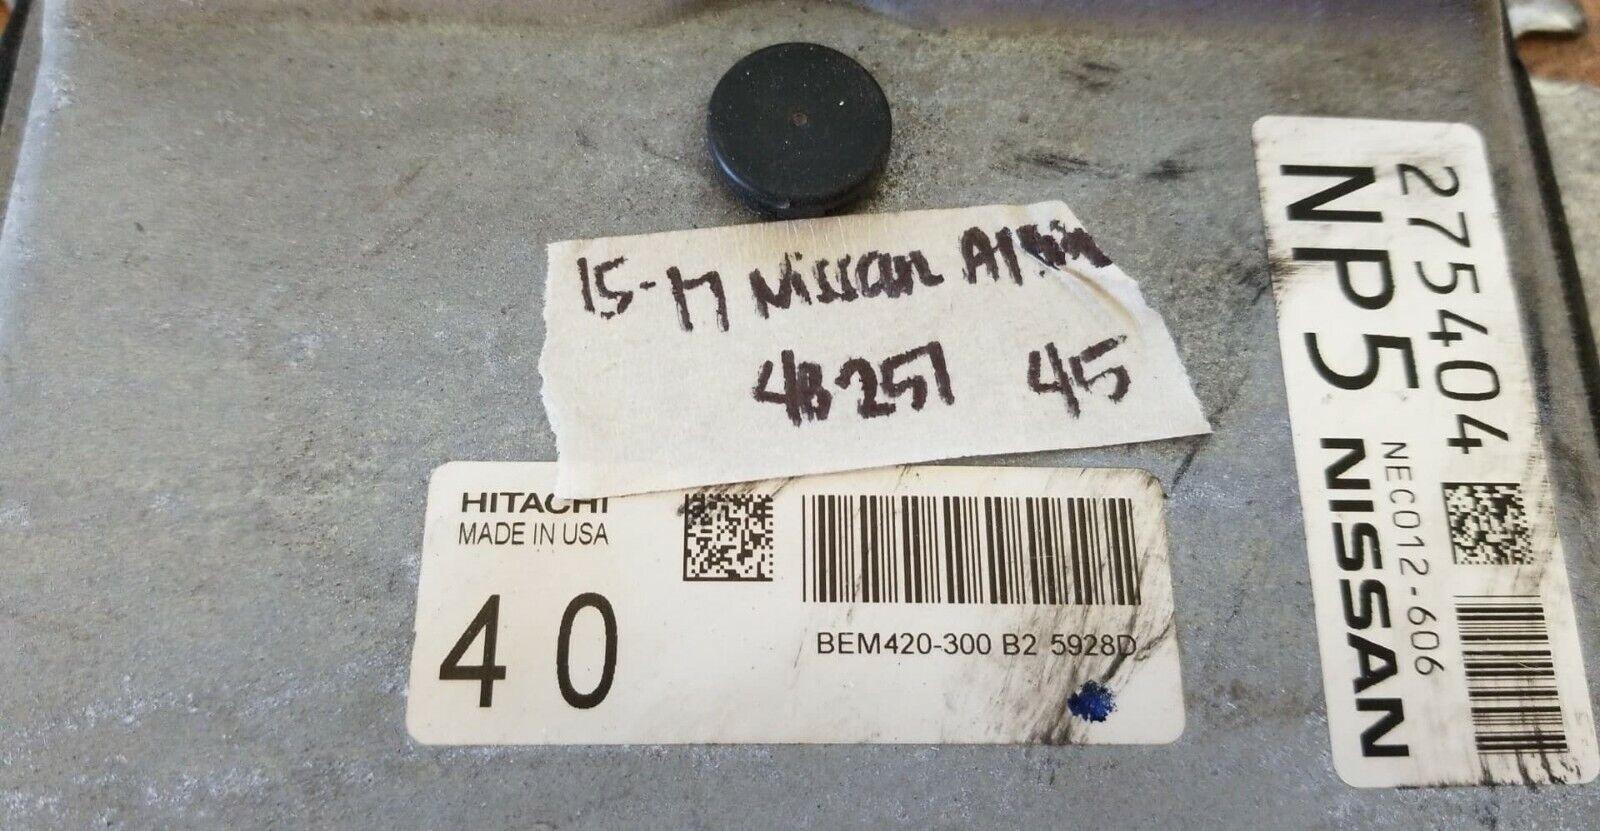 15-17 Nissan
4B257 45
HITACHI
MADE IN USA
40
BEM420-300 B2 5928D
275404
NP5
NEC012-606
NISSAN